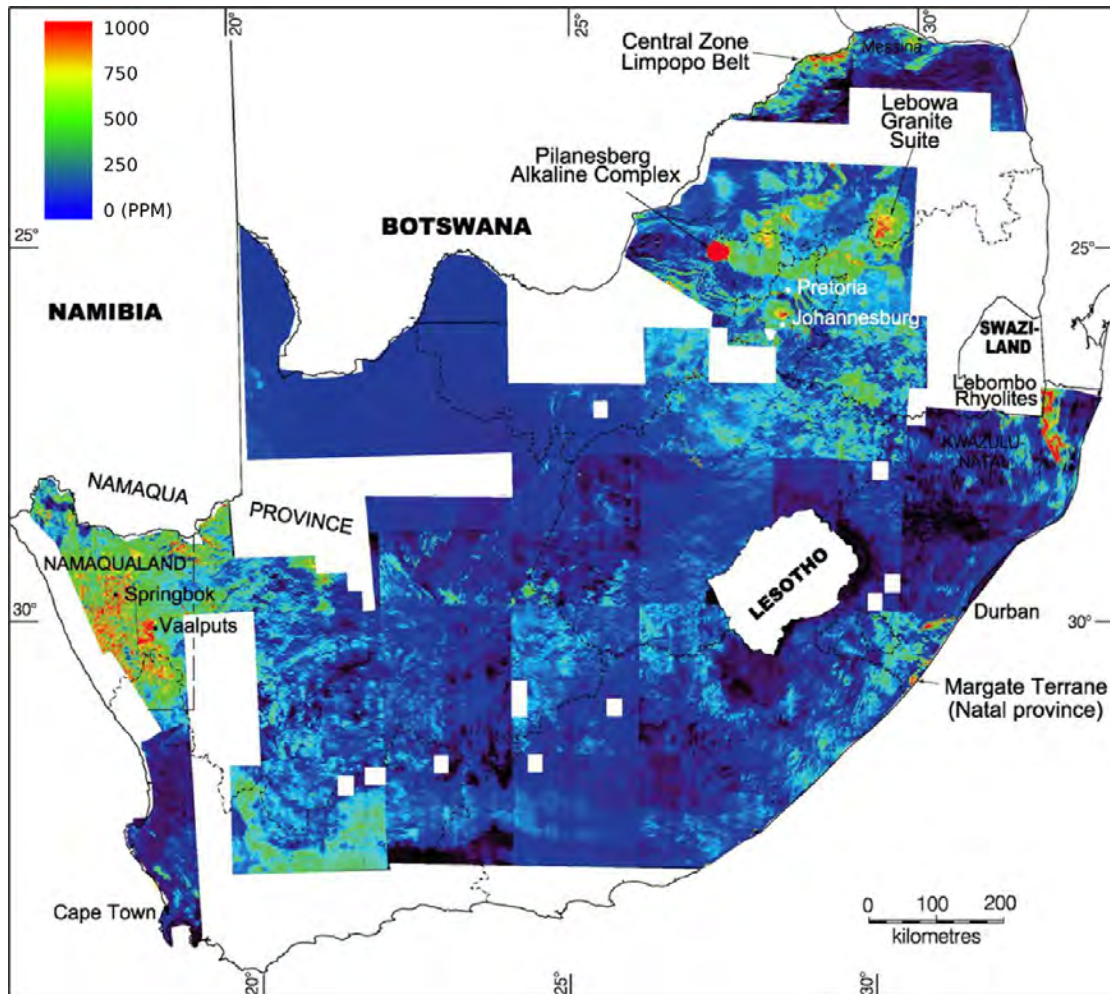 20°
25°
30°
1000
750
500
250
0 (PPM)
Central Zone
Limpopo Belt
Messina
Lebowa
Granite
Suite
Pilanesberg
Alkaline Complex
BOTSWANA
25°
25°
NAMIBIA
Pretoria
Johannesburg
SWAZI-
LAND
Lebombo
Rhyolites
KWAZULU-
NATAL
NAMAQUA
PROVINCE
NAMAQUALAND
Springbok
Vaalputs
LESOTHO
30°
Durban
30°
Margate Terrane
(Natal province)
Cape Town
0 100 200
kilometres
20°
25°
30°